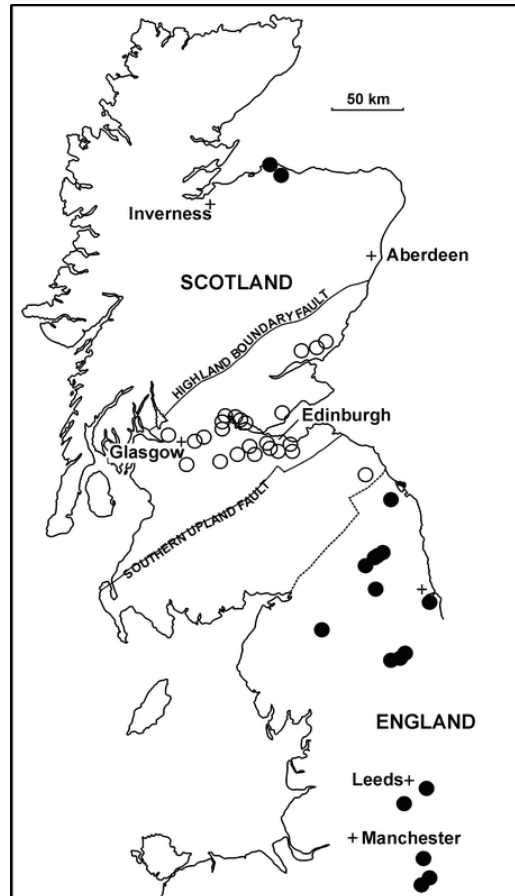 50 km
Inverness
Aberdeen
SCOTLAND
HIGHLAND BOUNDARY FAULT
Edinburgh
Glasgow
SOUTHERN UPLAND FAULT
ENGLAND
Leeds
Manchester